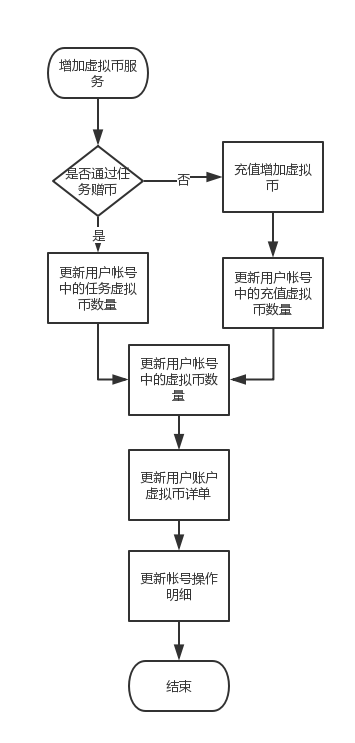 增加虚拟币服
务
是否通过任
务赠币
否
充值增加虚拟
币
是
更新用户帐号
中的任务虚拟
币数量
更新用户帐号
中的充值虚拟
币数量
更新用户帐号
中的虚拟币数
量
更新用户账户
虚拟币详单
更新帐号操作
明细
结束